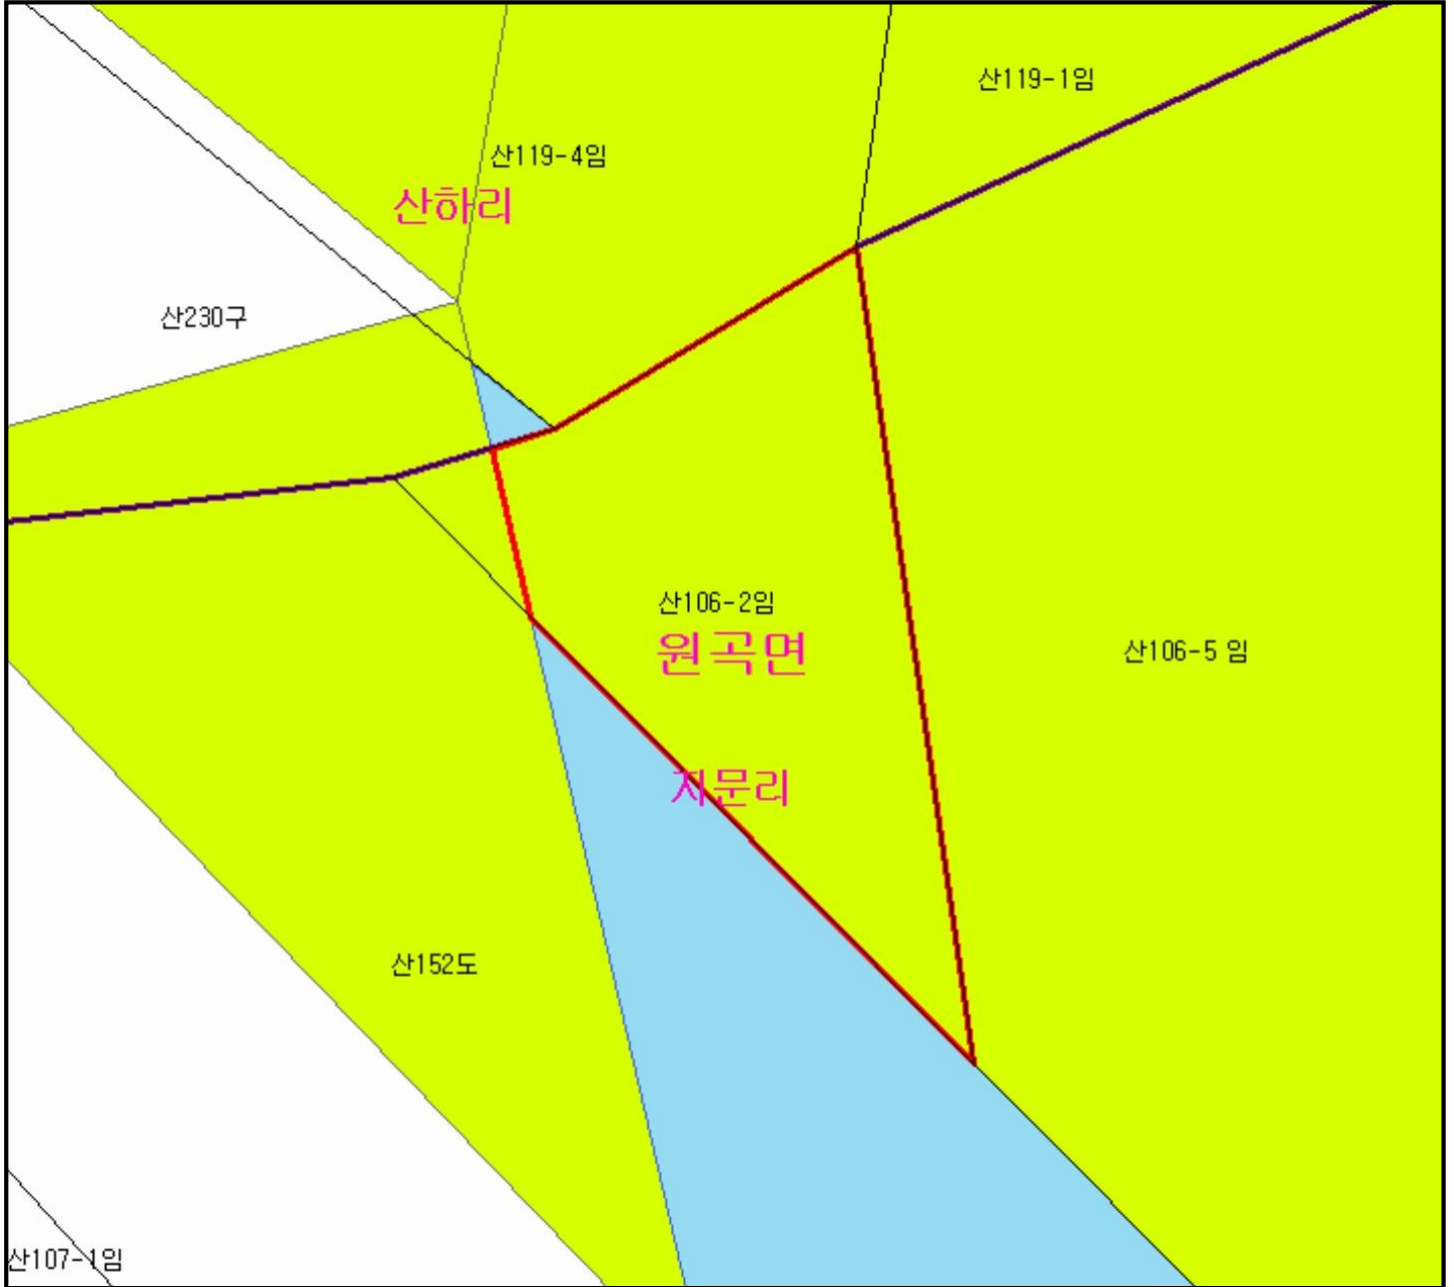 산119-1임
산119-4임
산하리
산230구
산106-2임
원곡면
산106-5 임
지문리
산152도
산107-1임